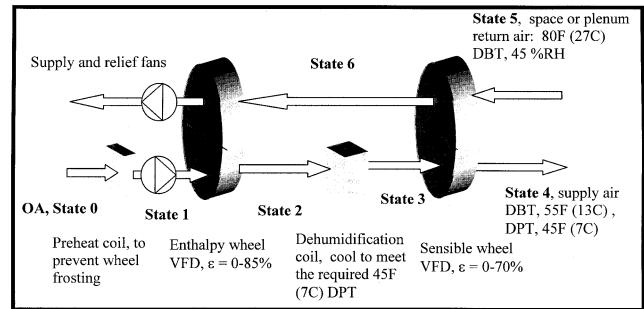 State 5, space or plenum
return air: 80F (27C)
DBT, 45 %RH
Supply and relief fans
State 6
OA, State 0
State 1
State 2
State 3
State 4, supply air
DBT, 55F (13C) ,
DPT, 45F (7C)
Preheat coil, to
prevent wheel
frosting
Enthalpy wheel
VFD, ε = 0-85%
Dehumidification
coil, cool to meet
the required 45F
(7C) DPT
Sensible wheel
VFD, ε = 0-70%